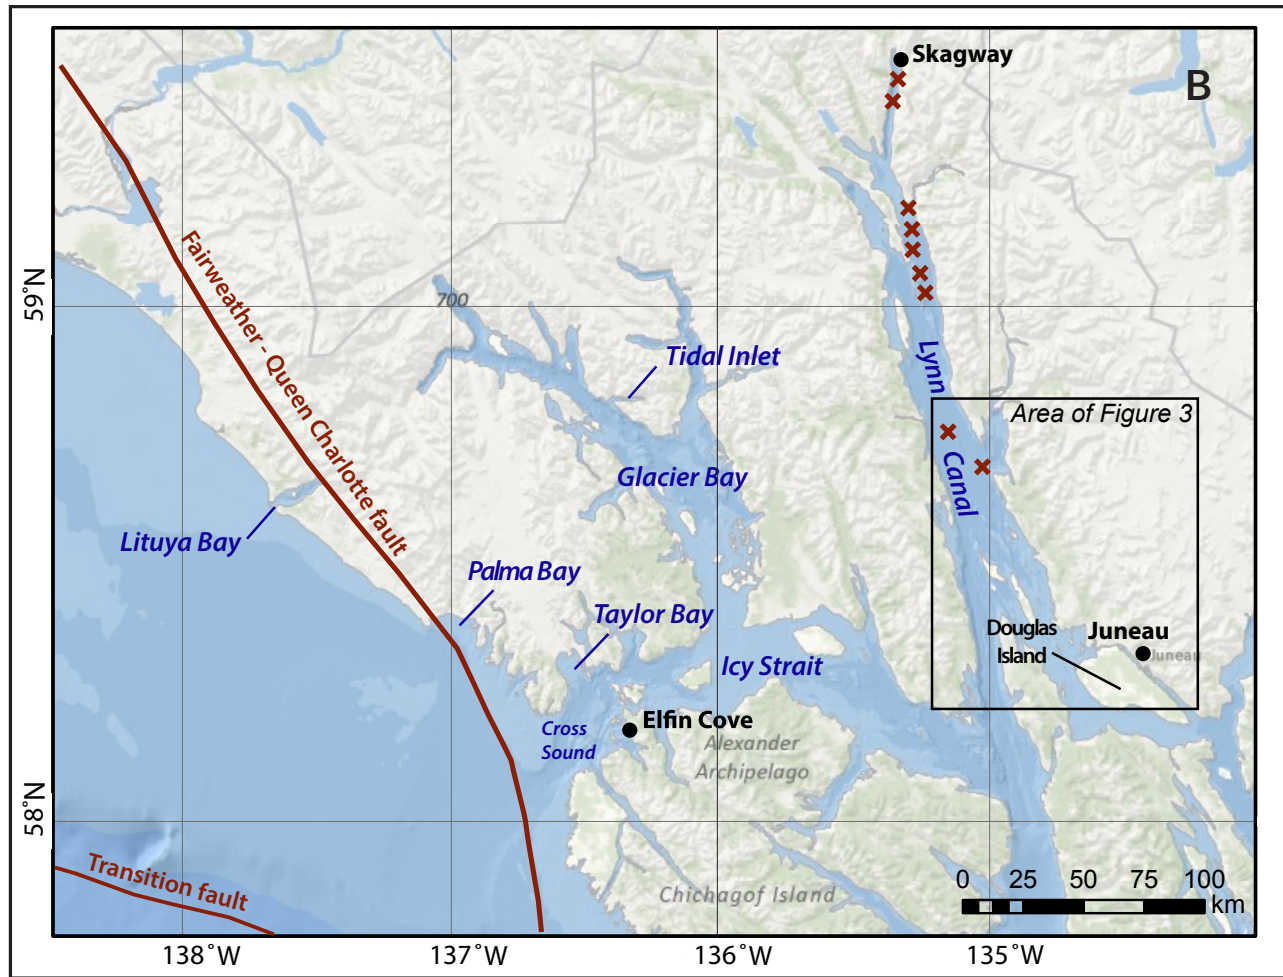 Skagway
B
Fairweather - Queen Charlotte fault
59°N
700
Tidal Inlet
Lynn
Canal
Area of Figure 3
Glacier Bay
Lituya Bay
Palma Bay
Taylor Bay
Douglas
Island
Juneau
Juneau
Icy Strait
Cross
Sound
Elfin Cove
Alexander
Archipelago
58°N
Transition fault
Chichagof Island
0 25 50 75 100
km
138°W 137°W 136°W 135°W